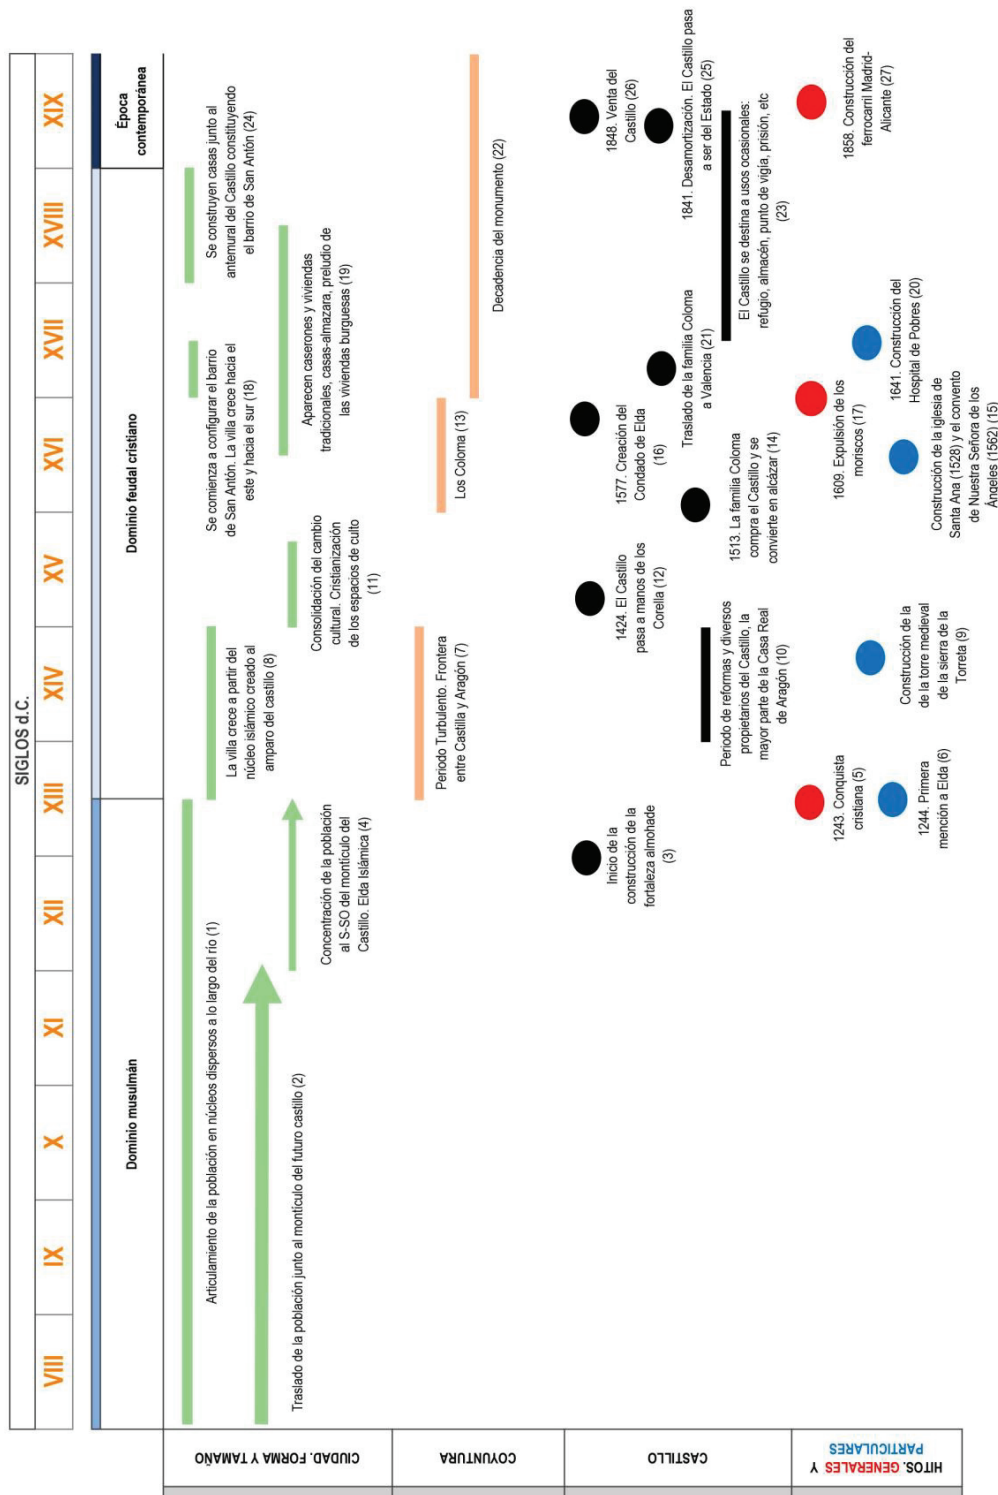 SIGLOS d.C.
VIII
IX
X
XI
XII
XIII
XIV
XV
XVI
XVII
XVIII
XIX
Dominio musulmán
Dominio feudal cristiano
Época
contemporánea
CIUDAD. FORMA Y TAMAÑO
Articulamiento de la población en núcleos dispersos a lo largo del río (1)
Traslado de la población junto al montículo del futuro castillo (2)
Concentración de la población
al S-SO del montículo del
Castillo. Elda Islámica (4)
La villa crece a partir del
núcleo islámico creado al
amparo del castillo (8)
Consolidación del cambio
cultural. Cristianización
de los espacios de culto
(11)
Se comienza a configurar el barrio
de San Antón. La villa crece hacia el
este y hacia el sur (18)
Aparecen caserones y viviendas
tradicionales, casas-almazara, preludio de
las viviendas burguesas (19)
Se construyen casas junto al
antemural del Castillo constituyendo
el barrio de San Antón (24)
COYUNTURA
Periodo Turbulento. Frontera
entre Castilla y Aragón (7)
Los Coloma (13)
Decadencia del monumento (22)
CASTILLO
Inicio de la
construcción de la
fortaleza almohade
(3)
Periodo de reformas y diversos
propietarios del Castillo, la
mayor parte de la Casa Real
de Aragón (10)
1424. El Castillo
pasa a manos de los
Corella (12)
1513. La familia Coloma
compra el Castillo y se
convierte en alcázar (14)
1577. Creación del
Condado de Elda
(16)
Traslado de la familia Coloma
a Valencia (21)
El Castillo se destina a usos ocasionales:
refugio, almacén, punto de vigía, prisión, etc
(23)
1841. Desamortización. El Castillo pasa
a ser del Estado (25)
1848. Venta del
Castillo (26)
HITOS. GENERALES Y
PARTICULARES
1243. Conquista
cristiana (5)
1244. Primera
mención a Elda (6)
Construcción de la
de la torre medieval
de la sierra de la
Torreta (9)
Construcción de la iglesia de
Santa Ana (1528) y el convento
de Nuestra Señora de los
Ángeles (1562) (15)
1609. Expulsión de los
moriscos (17)
1641. Construcción del
Hospital de Pobres (20)
1858. Construcción del
ferrocarril Madrid-
Alicante (27)